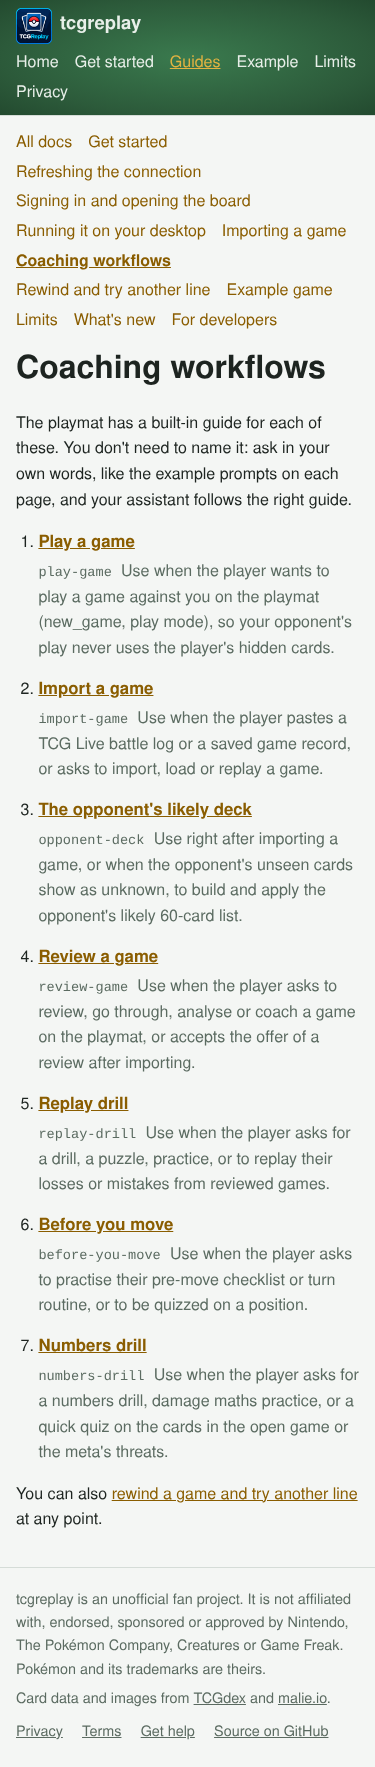 TCGReplay
tcgreplay
Home Get started Guides Example Limits
Privacy
All docs Get started
Refreshing the connection
Signing in and opening the board
Running it on your desktop Importing a game
Coaching workflows
Rewind and try another line Example game
Limits What's new For developers
Coaching workflows
The playmat has a built-in guide for each of
these. You don't need to name it: ask in your
own words, like the example prompts on each
page, and your assistant follows the right guide.
1. Play a game
play-game Use when the player wants to
play a game against you on the playmat
(new_game, play mode), so your opponent's
play never uses the player's hidden cards.
2. Import a game
import-game Use when the player pastes a
TCG Live battle log or a saved game record,
or asks to import, load or replay a game.
3. The opponent's likely deck
opponent-deck Use right after importing a
game, or when the opponent's unseen cards
show as unknown, to build and apply the
opponent's likely 60-card list.
4. Review a game
review-game Use when the player asks to
review, go through, analyse or coach a game
on the playmat, or accepts the offer of a
review after importing.
5. Replay drill
replay-drill Use when the player asks for
a drill, a puzzle, practice, or to replay their
losses or mistakes from reviewed games.
6. Before you move
before-you-move Use when the player asks
to practise their pre-move checklist or turn
routine, or to be quizzed on a position.
7. Numbers drill
numbers-drill Use when the player asks for
a numbers drill, damage maths practice, or a
quick quiz on the cards in the open game or
the meta's threats.
You can also rewind a game and try another line
at any point.
tcgreplay is an unofficial fan project. It is not affiliated
with, endorsed, sponsored or approved by Nintendo,
The Pokémon Company, Creatures or Game Freak.
Pokémon and its trademarks are theirs.
Card data and images from TCGdex and malie.io.
Privacy Terms Get help Source on GitHub